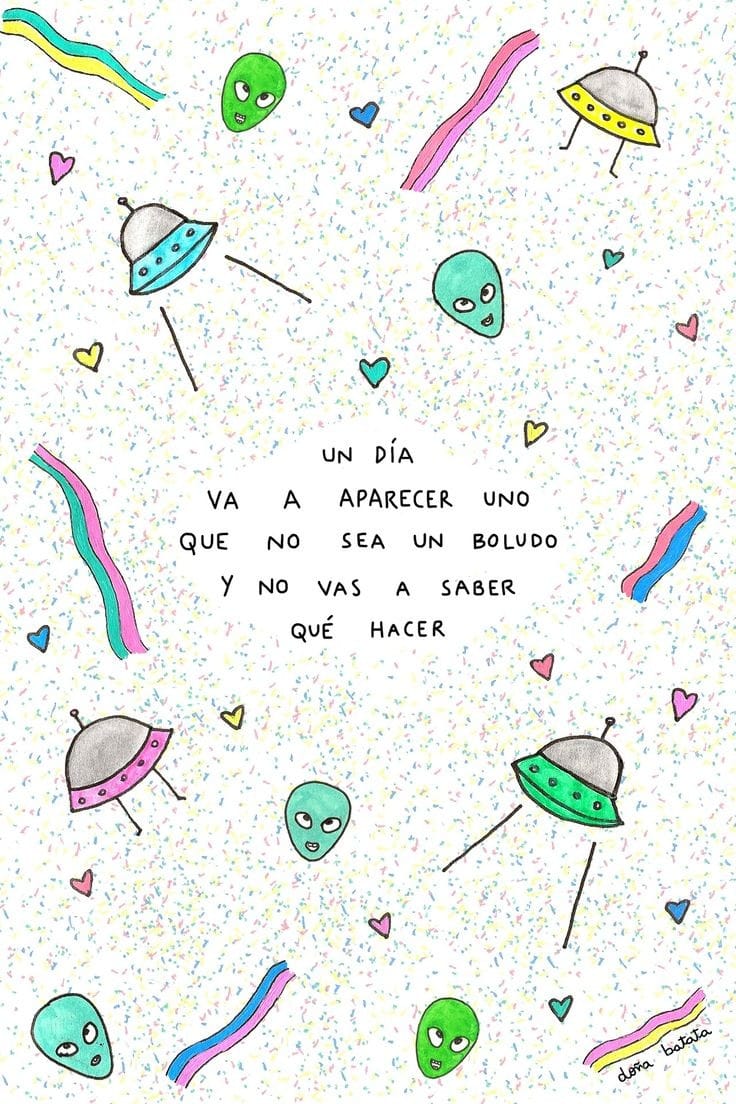 UN DÍA
VA A APARECER UNO
QUE NO SEA UN BOLUDO
Y NO VAS A SABER
QUÉ HACER
doña batata